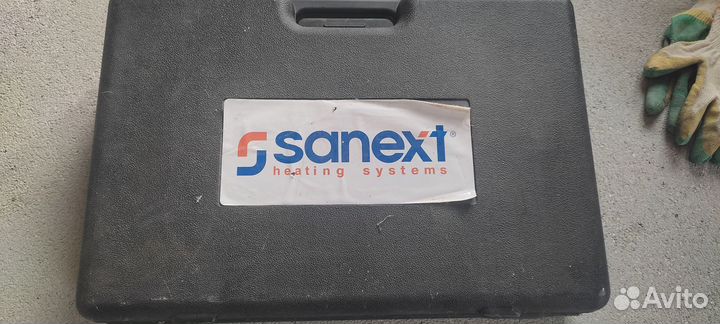 sanext®
heating systems
Avito